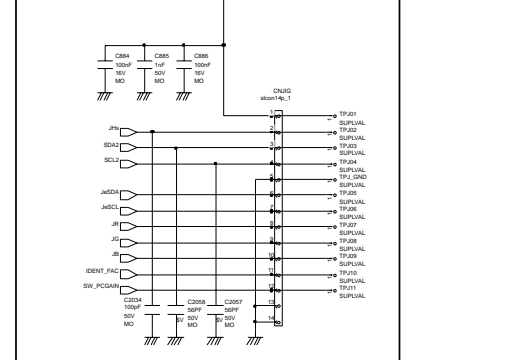 C884
100nF
16V
MO
C885
1nF
50V
MO
C886
100nF
16V
MO
CNJIG
slcon14p_1
1
TPJ01
SUPLVAL
JHs
2
TPJ02
SUPLVAL
SDA2
3
TPJ03
SUPLVAL
SCL2
4
TPJ04
SUPLVAL
5
TPJ_GND
SUPLVAL
JeSDA
6
TPJ05
SUPLVAL
JeSCL
7
TPJ06
SUPLVAL
JR
8
TPJ07
SUPLVAL
JG
9
TPJ08
SUPLVAL
JB
10
TPJ09
SUPLVAL
IDENT_FAC
11
TPJ10
SUPLVAL
SW_PCGAIN
12
TPJ11
SUPLVAL
C2034
100pF
50V
MO
C2058
56PF
50V
MO
C2057
56PF
50V
MO
13
14